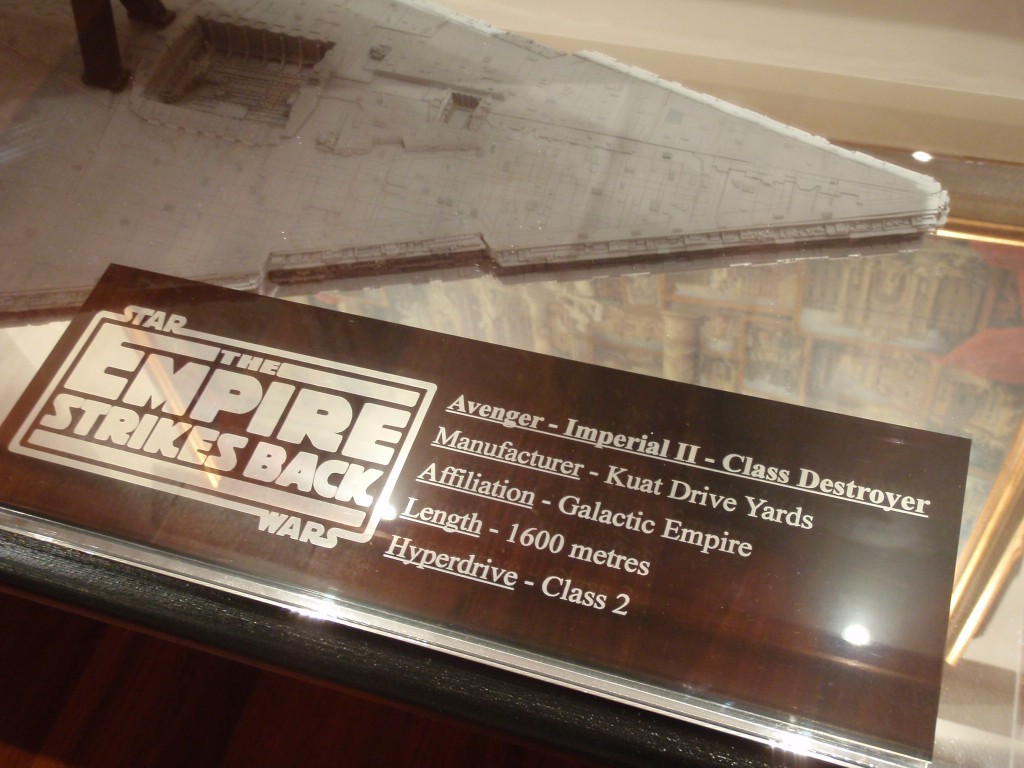 STAR
THE
EMPIRE
STRIKES BACK
WARS
Avenger - Imperial II - Class Destroyer
Manufacturer - Kuat Drive Yards
Affiliation - Galactic Empire
Length - 1600 metres
Hyperdrive - Class 2